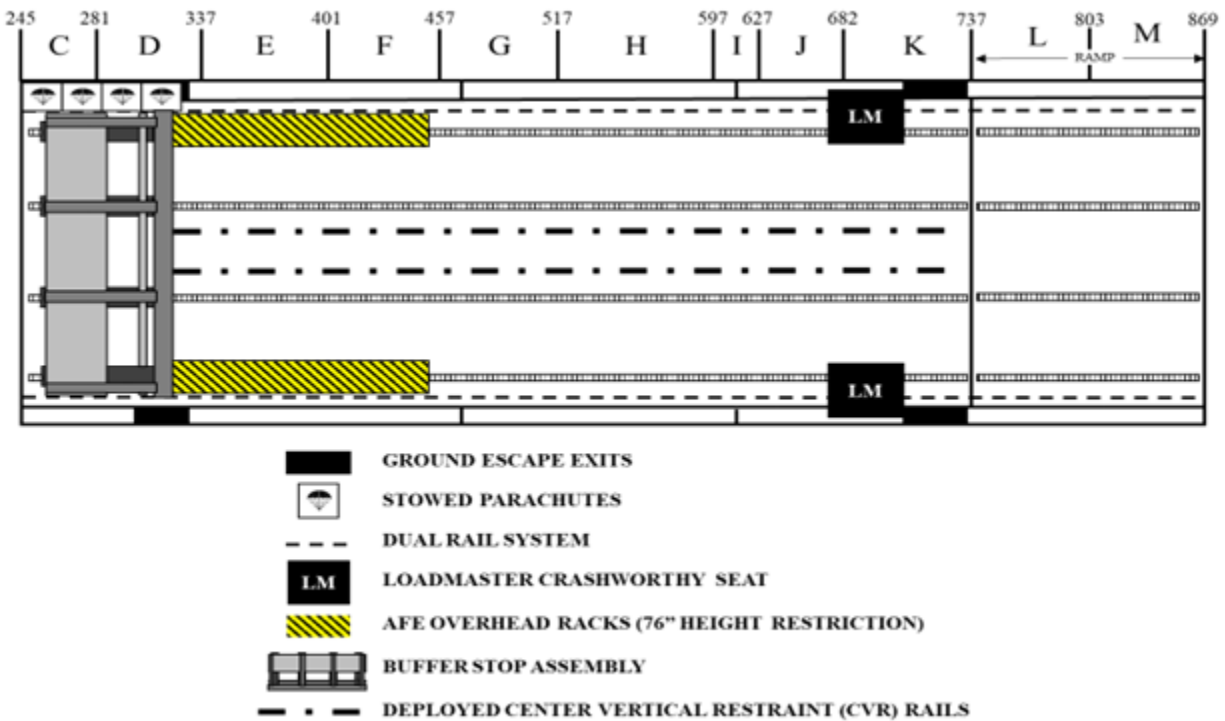 245 281 337 401 457 517 597 627 682 737 803 869
C D E F G H I J K L M
RAMP
LM
LM
GROUND ESCAPE EXITS
STOWED PARACHUTES
DUAL RAIL SYSTEM
LM LOADMASTER CRASHWORTHY SEAT
AFE OVERHEAD RACKS (76” HEIGHT RESTRICTION)
BUFFER STOP ASSEMBLY
DEPLOYED CENTER VERTICAL RESTRAINT (CVR) RAILS